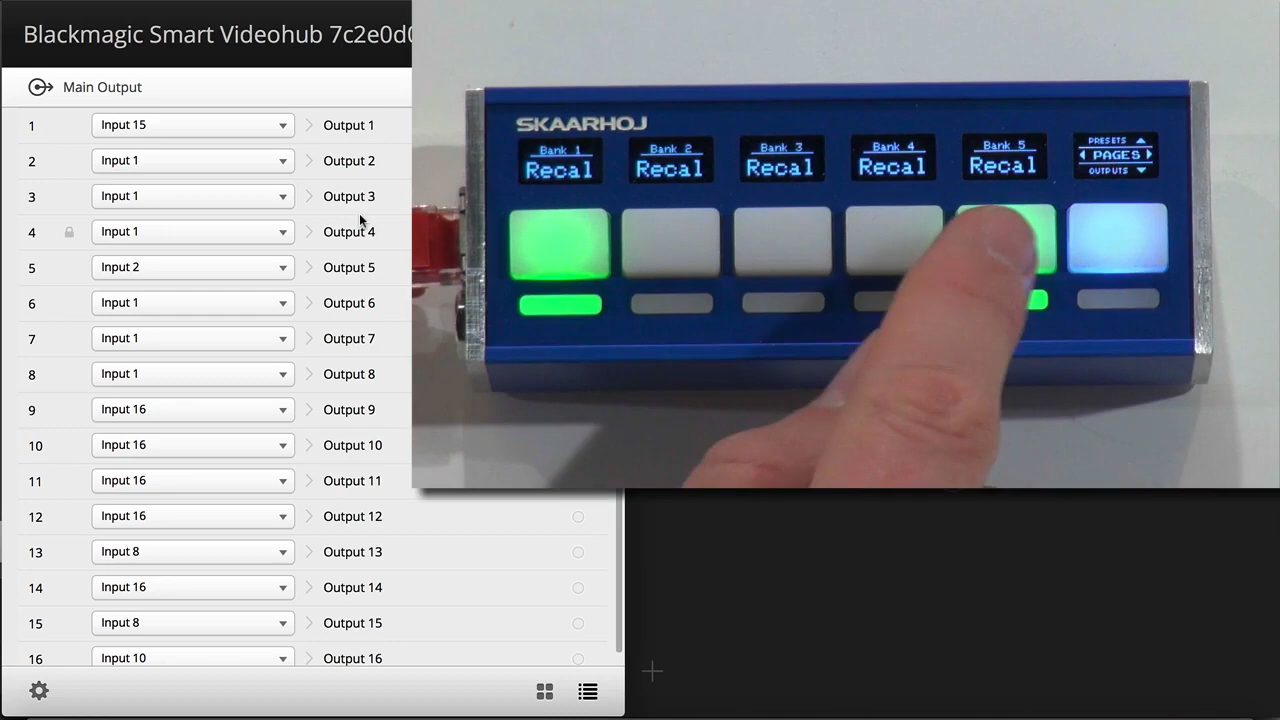 Blackmagic Smart Videohub 7c2e0d0
Main Output
1 Input 15 Output 1
2 Input 1 Output 2
3 Input 1 Output 3
4 Input 1 Output 4
5 Input 2 Output 5
6 Input 1 Output 6
7 Input 1 Output 7
8 Input 1 Output 8
9 Input 16 Output 9
10 Input 16 Output 10
11 Input 16 Output 11
12 Input 16 Output 12
13 Input 8 Output 13
14 Input 16 Output 14
15 Input 8 Output 15
16 Input 10 Output 16
SKAARHOJ
Bank 1
Recal
Bank 2
Recal
Bank 3
Recal
Bank 4
Recal
Bank 5
Recal
PRESETS
PAGES
OUTPUTS